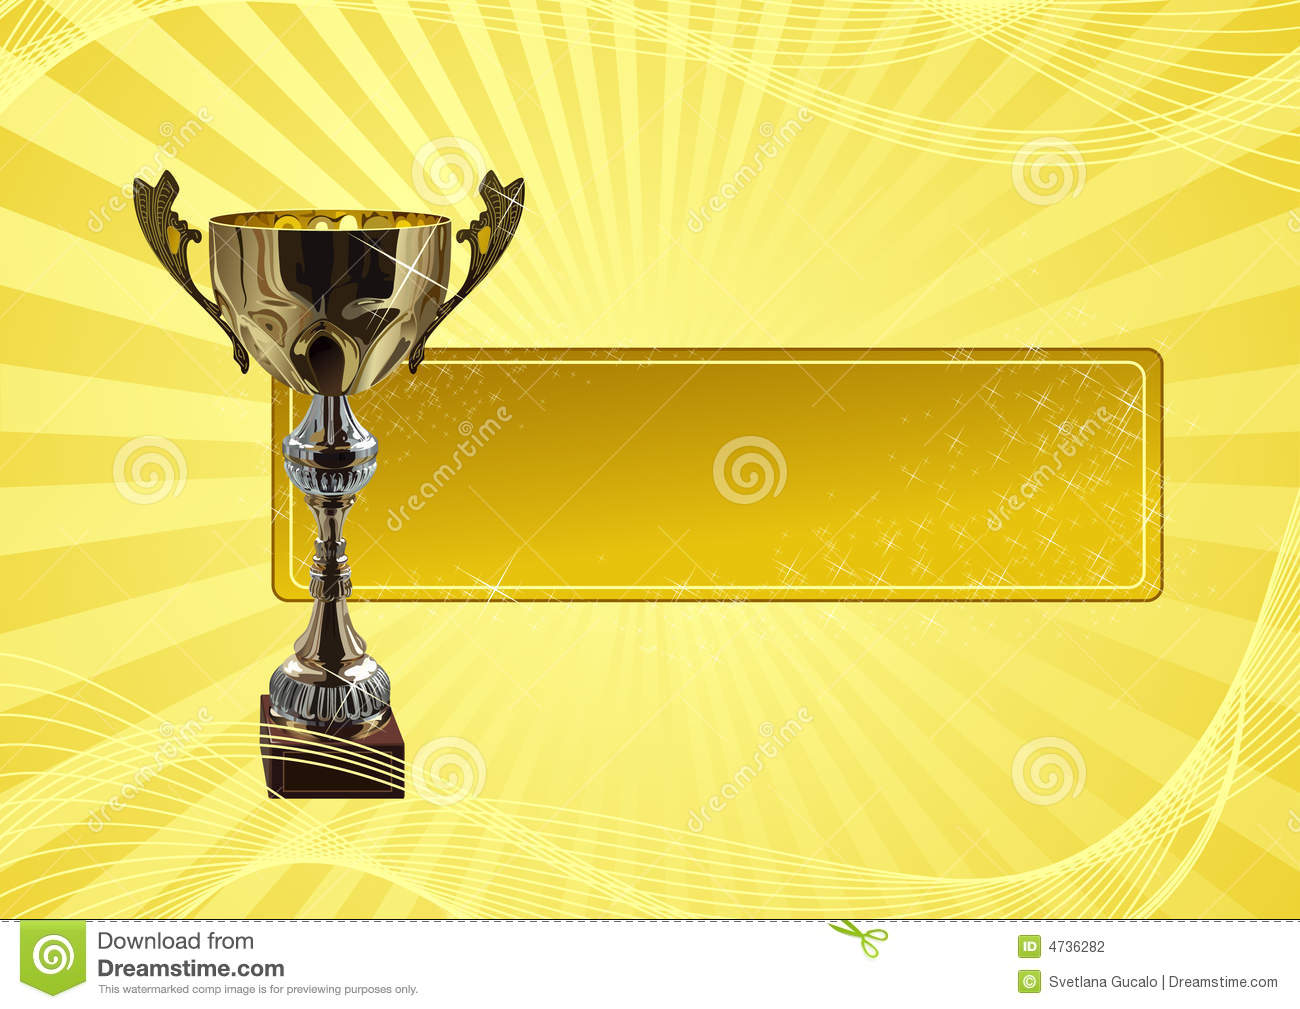 dreamstime
dreamstime
dreamstime
dreamstime
dreamstime
dreamstime
Download from
Dreamstime.com
This watermarked comp image is for previewing purposes only.
ID 4736282
© Svetlana Gucalo | Dreamstime.com